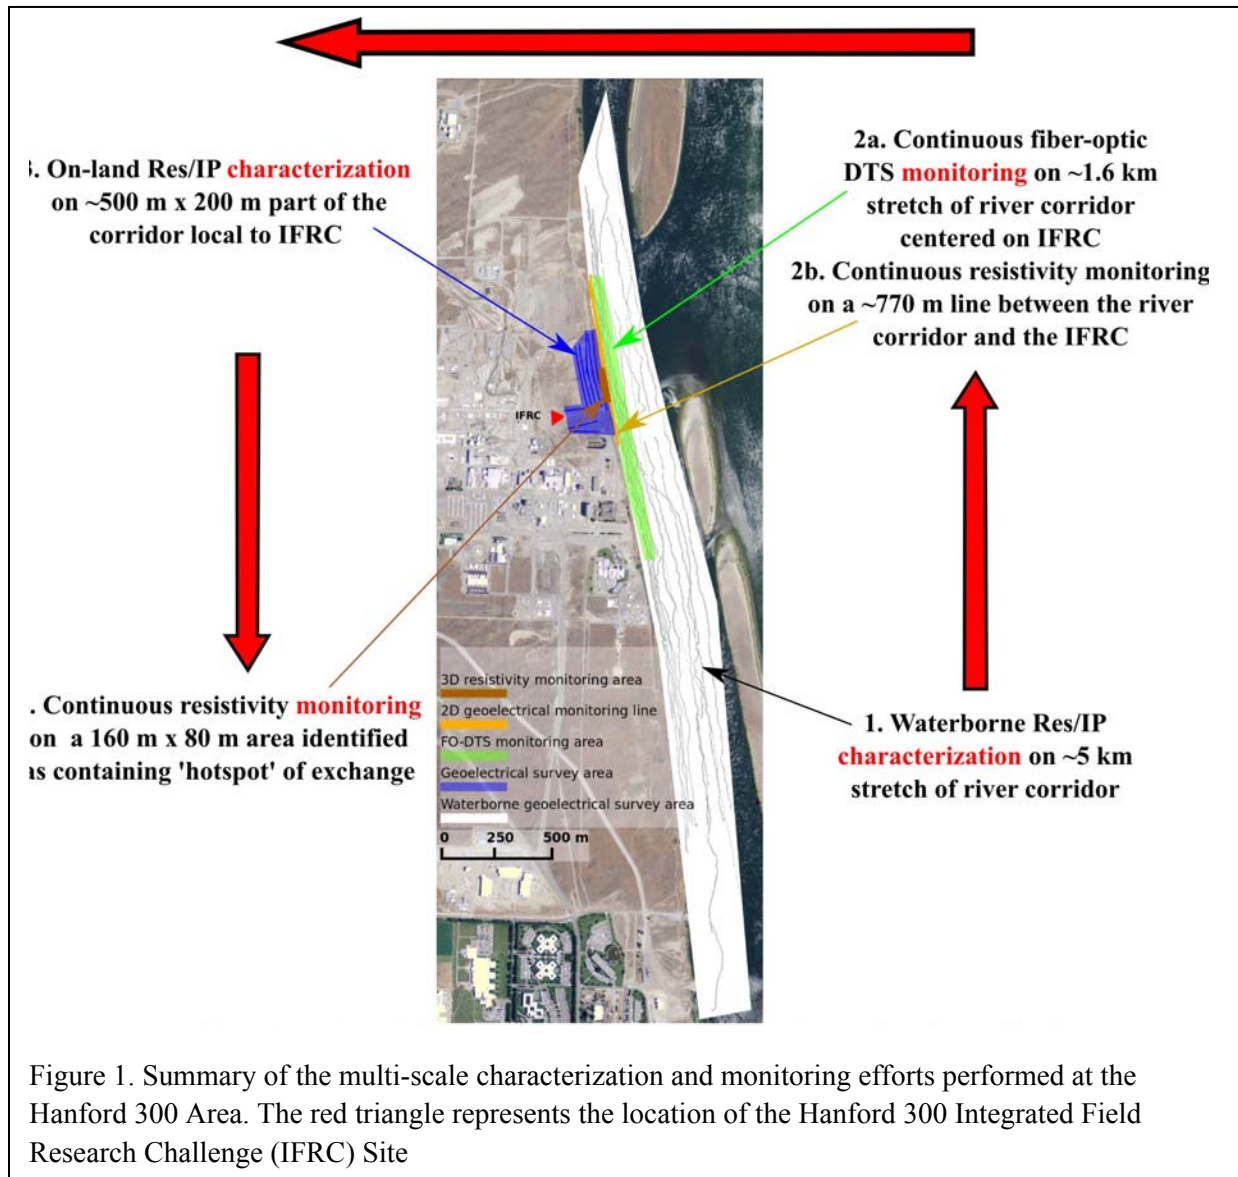 3. On-land Res/IP characterization
on ~500 m x 200 m part of the
corridor local to IFRC
2a. Continuous fiber-optic
DTS monitoring on ~1.6 km
stretch of river corridor
centered on IFRC
2b. Continuous resistivity monitoring
on a ~770 m line between the river
corridor and the IFRC
IFRC
. Continuous resistivity monitoring
on a 160 m x 80 m area identified
as containing 'hotspot' of exchange
1. Waterborne Res/IP
characterization on ~5 km
stretch of river corridor
3D resistivity monitoring area
2D geoelectrical monitoring line
FO-DTS monitoring area
Geoelectrical survey area
Waterborne geoelectrical survey area
0 250 500 m
Figure 1. Summary of the multi-scale characterization and monitoring efforts performed at the
Hanford 300 Area. The red triangle represents the location of the Hanford 300 Integrated Field
Research Challenge (IFRC) Site